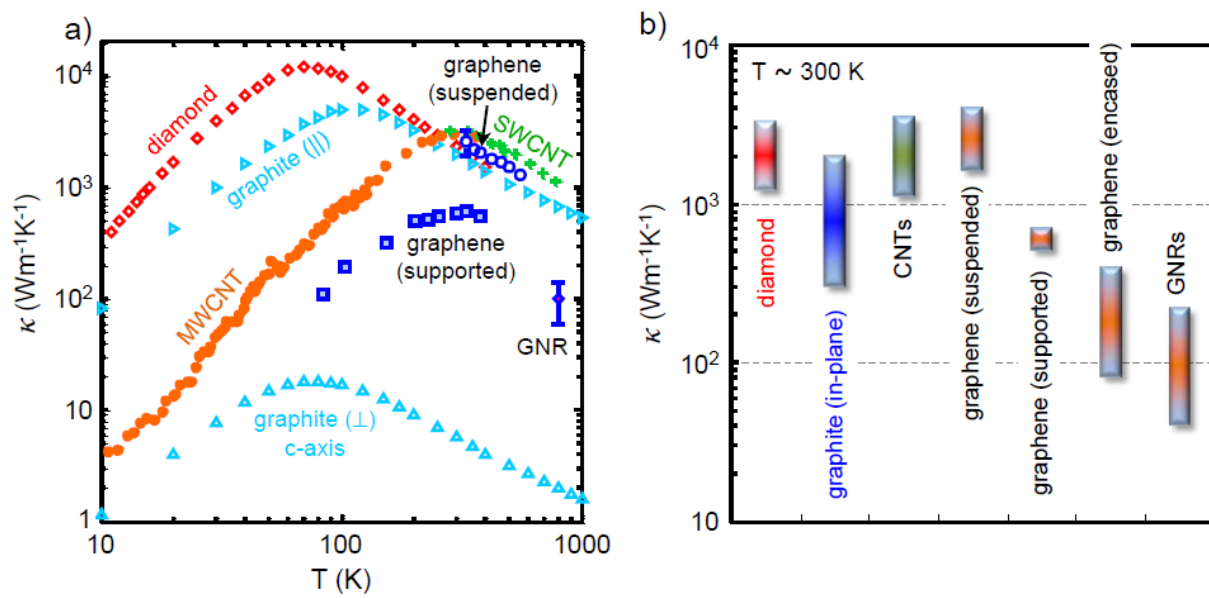 a)
κ (Wm⁻¹K⁻¹)
10⁴
10³
10²
10
1
10
100
1000
T (K)
diamond
graphite (||)
MWCNT
graphene
(suspended)
SWCNT
graphene
(supported)
GNR
graphite (⊥)
c-axis
b)
κ (Wm⁻¹K⁻¹)
10⁴
10³
10²
10
T ~ 300 K
diamond
graphite (in-plane)
CNTs
graphene (suspended)
graphene (supported)
graphene (encased)
GNRs